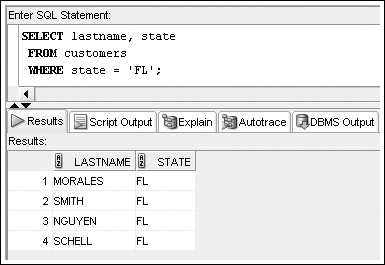 Enter SQL Statement:
SELECT lastname, state
FROM customers
WHERE state = 'FL';
Results Script Output Explain Autotrace DBMS Output
Results:
LASTNAME STATE
1 MORALES FL
2 SMITH FL
3 NGUYEN FL
4 SCHELL FL